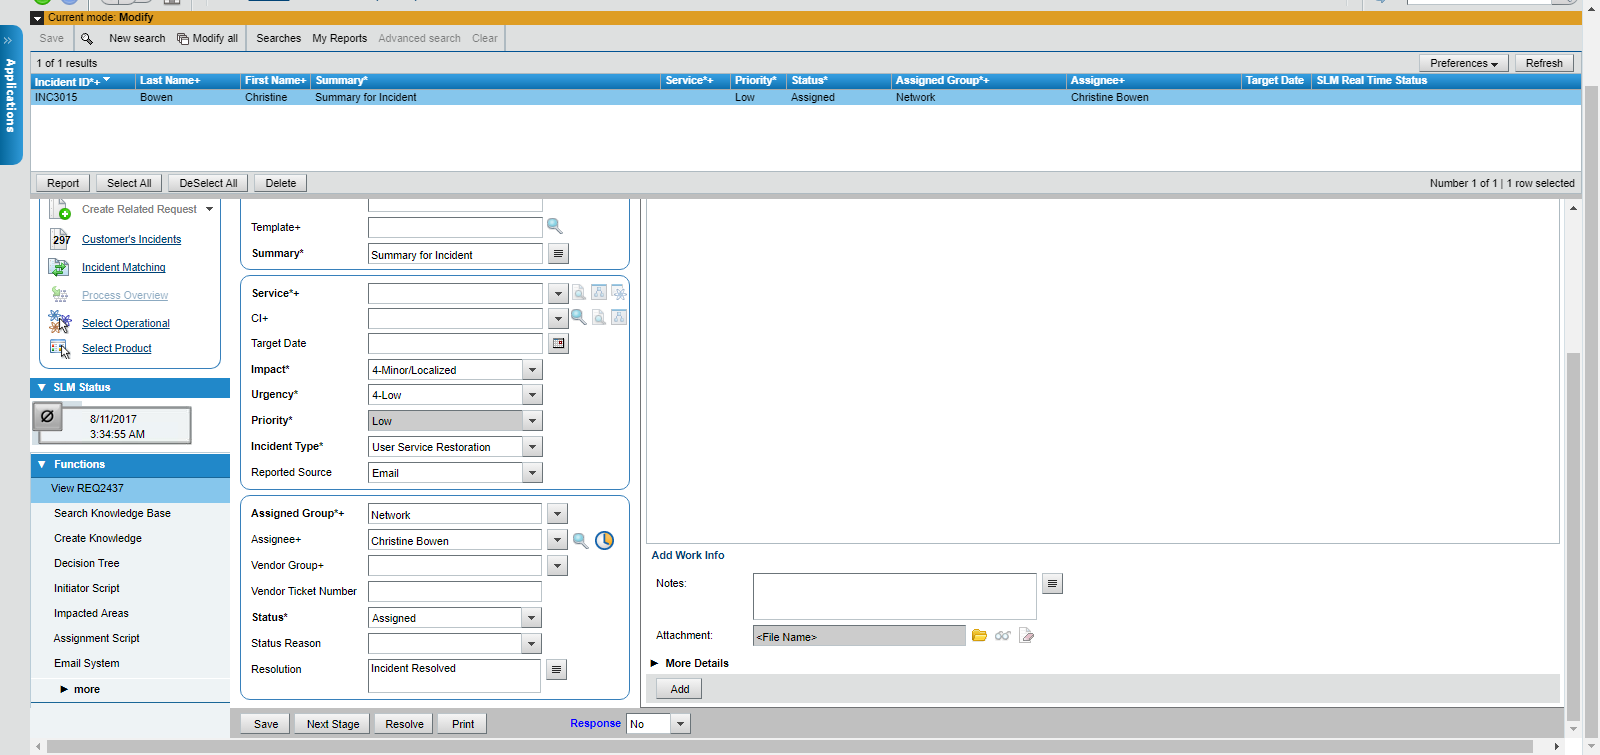 Current mode: Modify
Save New search Modify all Searches My Reports Advanced search Clear
1 of 1 results Preferences Refresh
Incident ID*+ Last Name+ First Name+ Summary* Service*+ Priority* Status* Assigned Group*+ Assignee+ Target Date SLM Real Time Status
INC3015 Bowen Christine Summary for Incident Low Assigned Network Christine Bowen
Report Select All DeSelect All Delete Number 1 of 1 | 1 row selected
Applications
Create Related Request
297 Customer's Incidents
Incident Matching
Process Overview
Select Operational
Select Product
SLM Status
8/11/2017
3:34:55 AM
Functions
View REQ2437
Search Knowledge Base
Create Knowledge
Decision Tree
Initiator Script
Impacted Areas
Assignment Script
Email System
more
Template+
Summary* Summary for Incident
Service*+
CI+
Target Date
Impact* 4-Minor/Localized
Urgency* 4-Low
Priority* Low
Incident Type* User Service Restoration
Reported Source Email
Assigned Group*+ Network
Assignee+ Christine Bowen
Vendor Group+
Vendor Ticket Number
Status* Assigned
Status Reason
Resolution Incident Resolved
Add Work Info
Notes:
Attachment: <File Name>
More Details
Add
Save Next Stage Resolve Print Response No